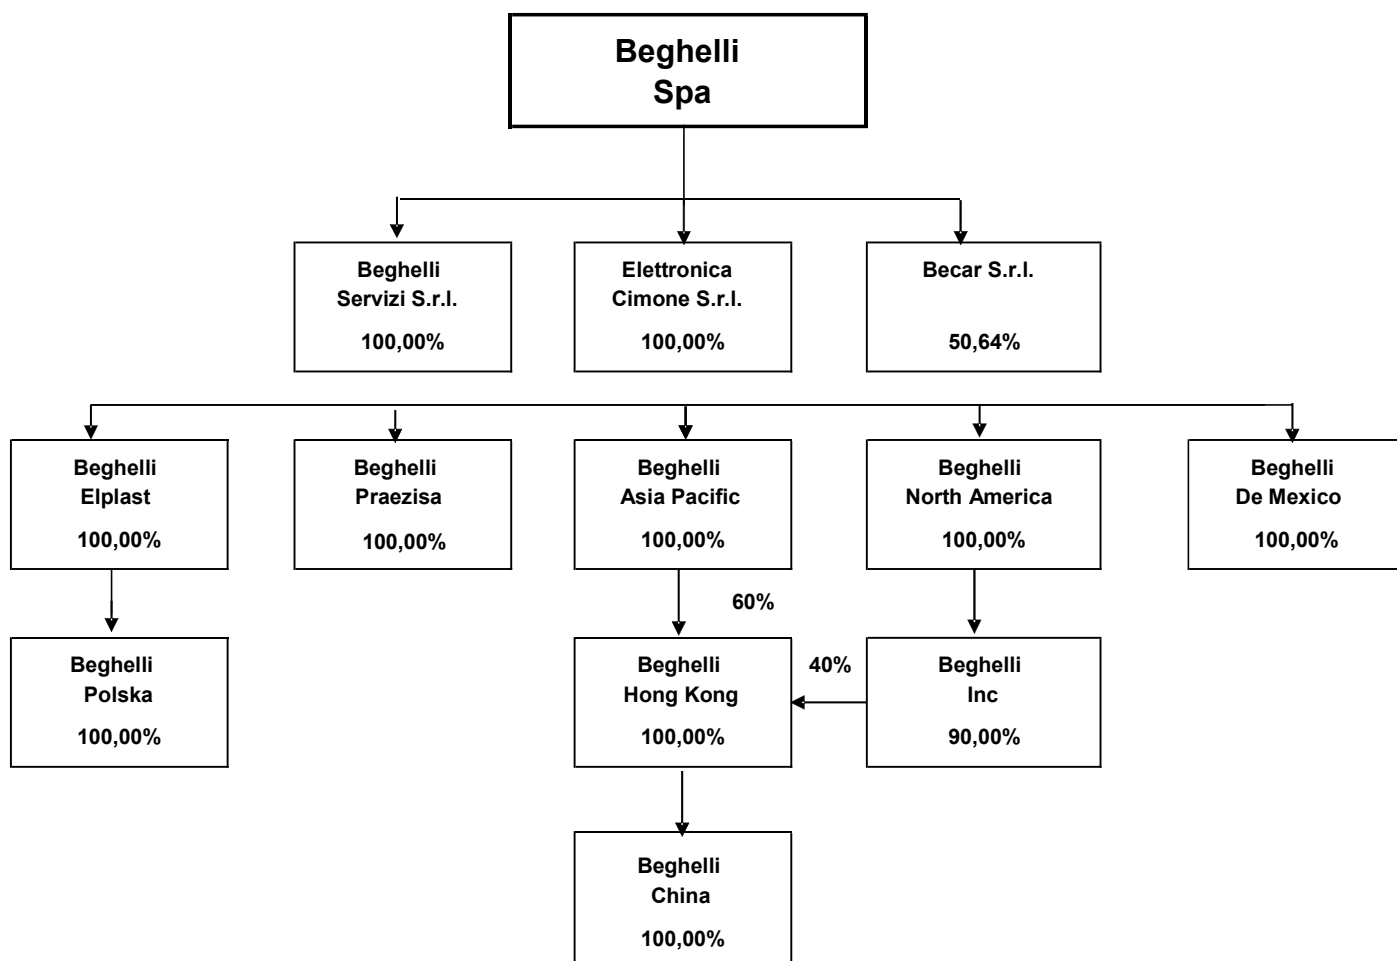 Beghelli
Spa
Beghelli
Servizi S.r.l.
100,00%
Elettronica
Cimone S.r.l.
100,00%
Becar S.r.l.
50,64%
Beghelli
Elplast
100,00%
Beghelli
Praezisa
100,00%
Beghelli
Asia Pacific
100,00%
Beghelli
North America
100,00%
Beghelli
De Mexico
100,00%
60%
Beghelli
Polska
100,00%
Beghelli
Hong Kong
100,00%
40%
Beghelli
Inc
90,00%
Beghelli
China
100,00%